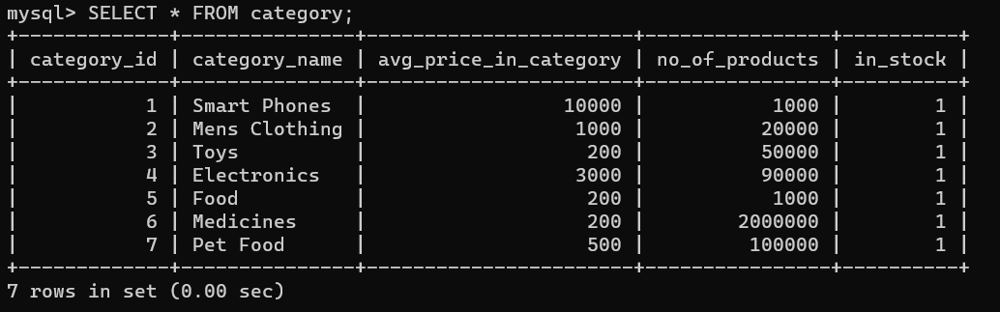 mysql> SELECT * FROM category;
+-------------+---------------+-----------------------+----------------+----------+
| category_id | category_name | avg_price_in_category | no_of_products | in_stock |
+-------------+---------------+-----------------------+----------------+----------+
|           1 | Smart Phones  |                 10000 |           1000 |        1 |
|           2 | Mens Clothing |                  1000 |          20000 |        1 |
|           3 | Toys          |                   200 |          50000 |        1 |
|           4 | Electronics   |                  3000 |          90000 |        1 |
|           5 | Food          |                   200 |           1000 |        1 |
|           6 | Medicines     |                   200 |        2000000 |        1 |
|           7 | Pet Food      |                   500 |         100000 |        1 |
+-------------+---------------+-----------------------+----------------+----------+
7 rows in set (0.00 sec)